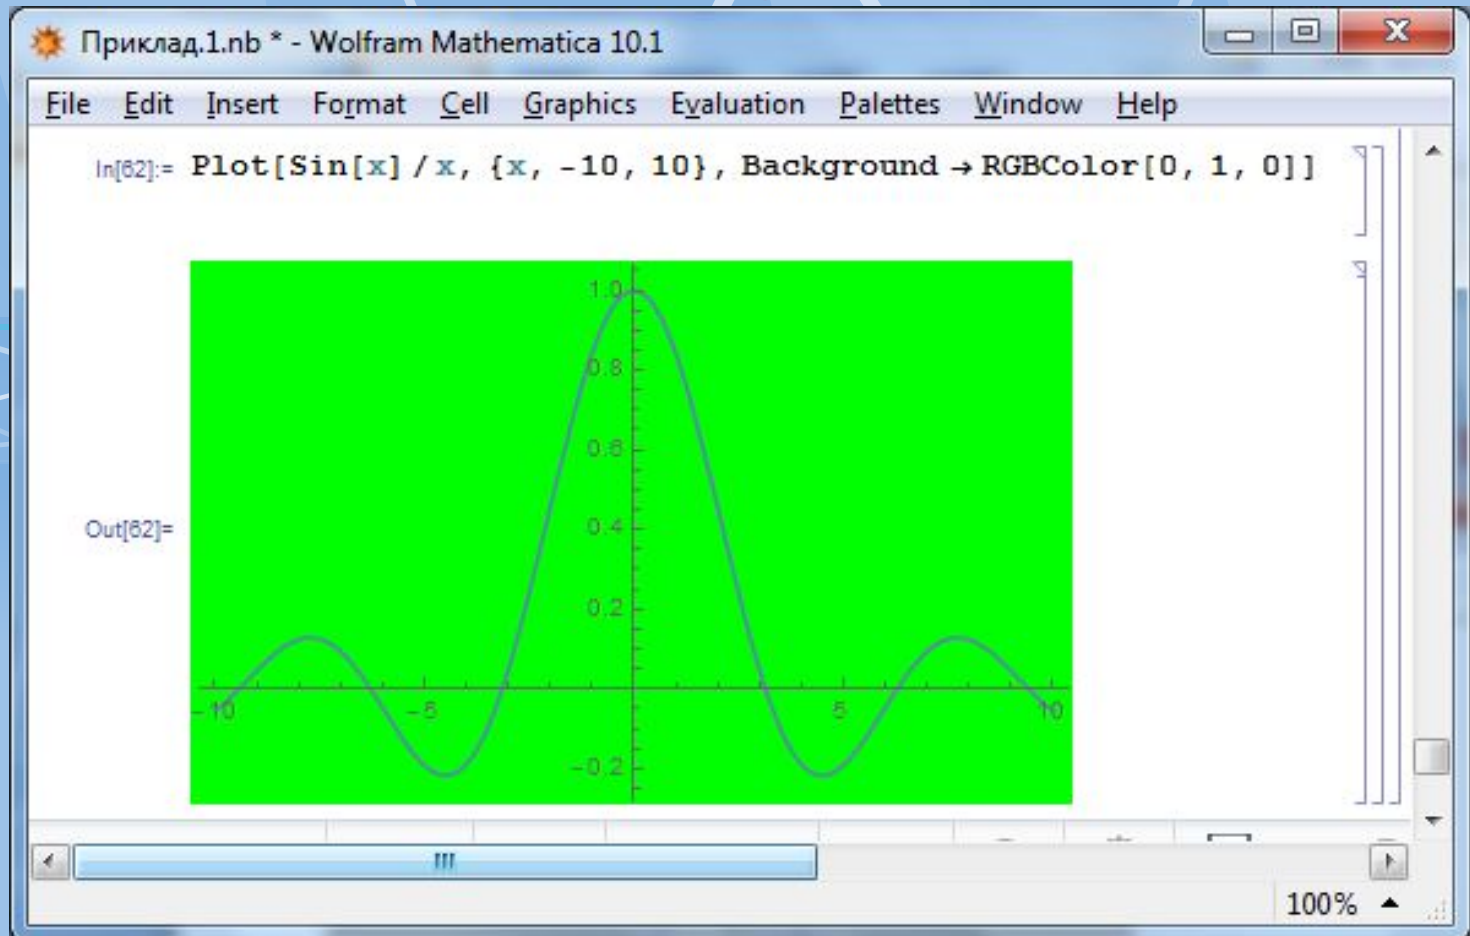 Приклад.1.nb * - Wolfram Mathematica 10.1
File Edit Insert Format Cell Graphics Evaluation Palettes Window Help
In[62]:= Plot[Sin[x] / x, {x, -10, 10}, Background → RGBColor[0, 1, 0]]
1.0
0.8
0.6
Out[62]= 0.4
0.2
-10 -5 5 10
-0.2
100%